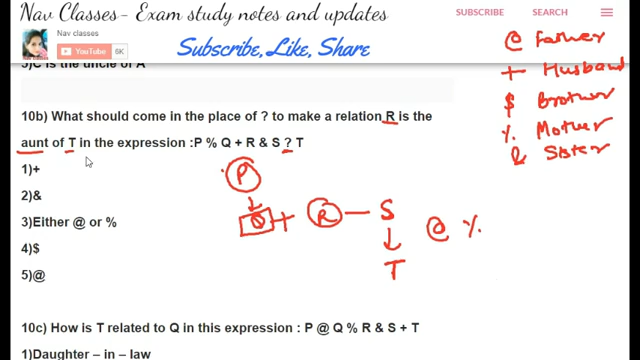 Nav Classes- Exam study notes and updates
SUBSCRIBE SEARCH
Nav classes
YouTube 6K
Subscribe, Like, Share
@ Father
+ Husband
$ Brother
% Mother
& Sister
5)C is the uncle of A
10b) What should come in the place of ? to make a relation R is the
aunt of T in the expression :P % Q + R & S ? T
1)+
2)&
3)Either @ or %
4)$
5)@
P
Q + R — S
@ %
T
10c) How is T related to Q in this expression : P @ Q % R & S + T
1)Daughter – in – law